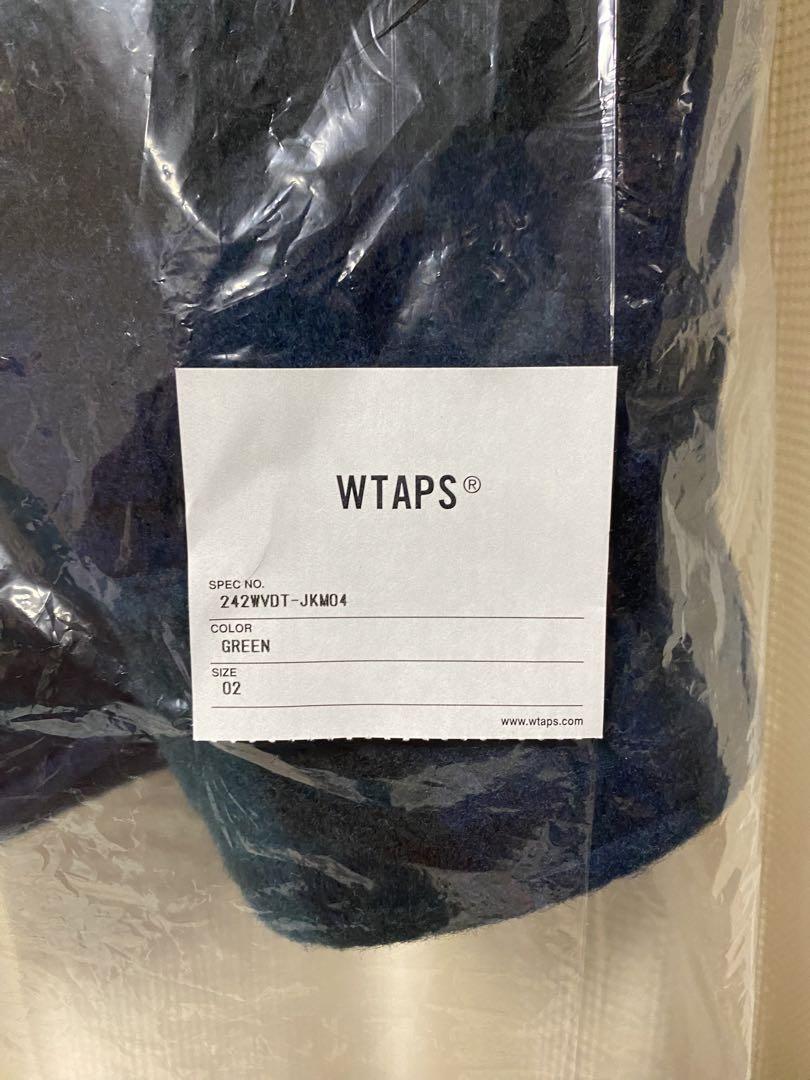 WTAPS®
SPEC NO.
242WVDT-JKM04
COLOR
GREEN
SIZE
02
www.wtaps.com